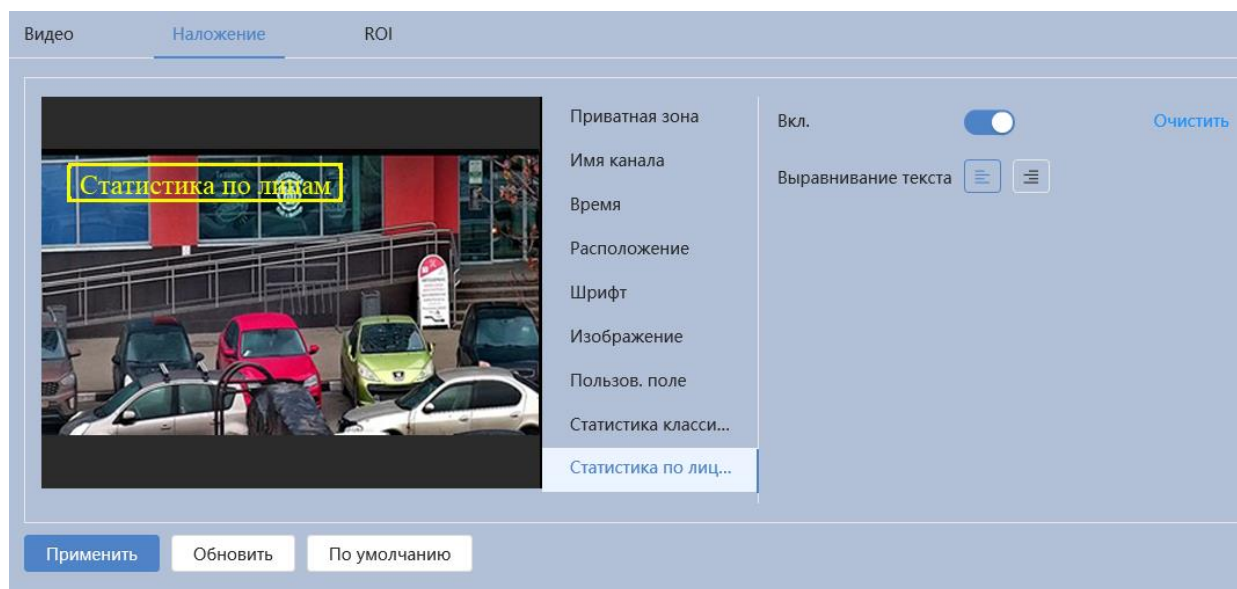 Видео
Наложение
ROI
Статистика по лицам
Приватная зона
Имя канала
Время
Расположение
Шрифт
Изображение
Пользов. поле
Статистика класси...
Статистика по лиц...
Вкл.
Очистить
Выравнивание текста
Применить
Обновить
По умолчанию